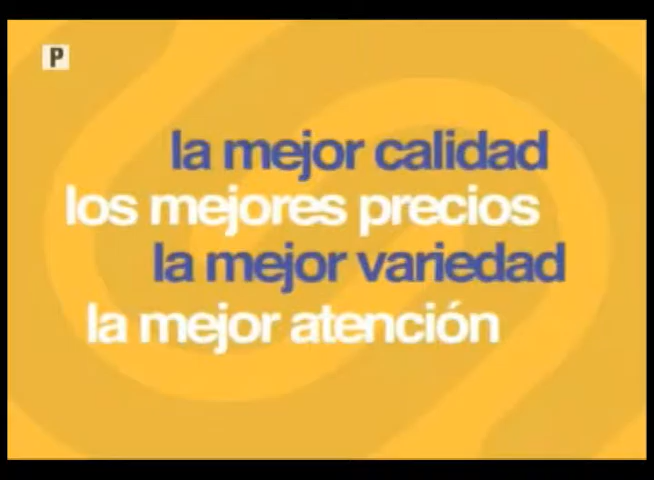 P
la mejor calidad
los mejores precios
la mejor variedad
la mejor atención